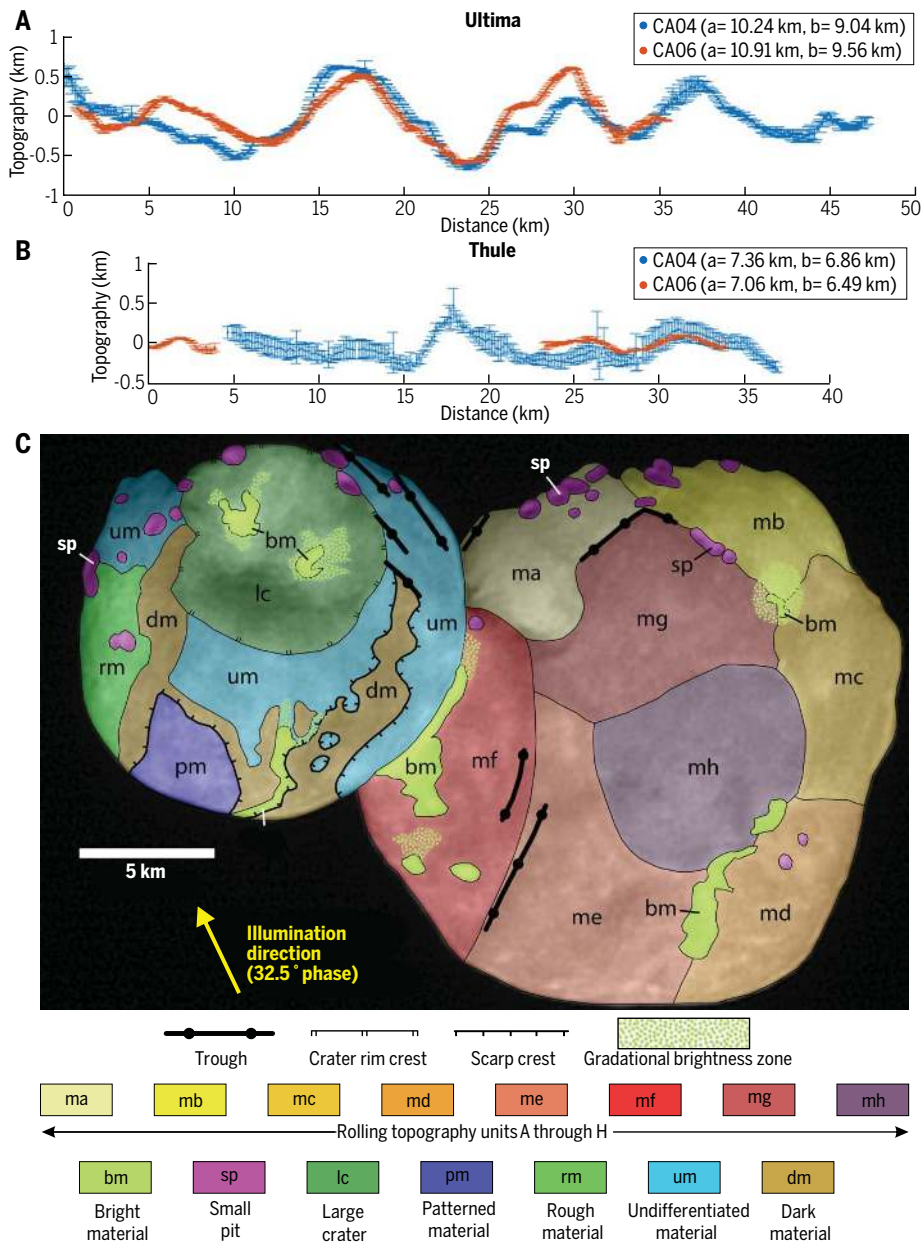 A
Ultima
CA04 (a= 10.24 km, b= 9.04 km)
CA06 (a= 10.91 km, b= 9.56 km)
Topography (km)
1
0.5
0
-0.5
-1
0 5 10 15 20 25 30 35 40 45 50
Distance (km)
B
Thule
CA04 (a= 7.36 km, b= 6.86 km)
CA06 (a= 7.06 km, b= 6.49 km)
Topography (km)
1
0.5
0
-0.5
0 5 10 15 20 25 30 35 40
Distance (km)
C
sp
um
bm
mb
sp
ma
sp
lc
dm
um
mg
bm
rm
um
dm
mc
pm
bm
mf
mh
5 km
me
bm
md
Illumination
direction
(32.5° phase)
Trough
Crater rim crest
Scarp crest
Gradational brightness zone
ma mb mc md me mf mg mh
Rolling topography units A through H
bm sp lc pm rm um dm
Bright material
Small pit
Large crater
Patterned material
Rough material
Undifferentiated material
Dark material